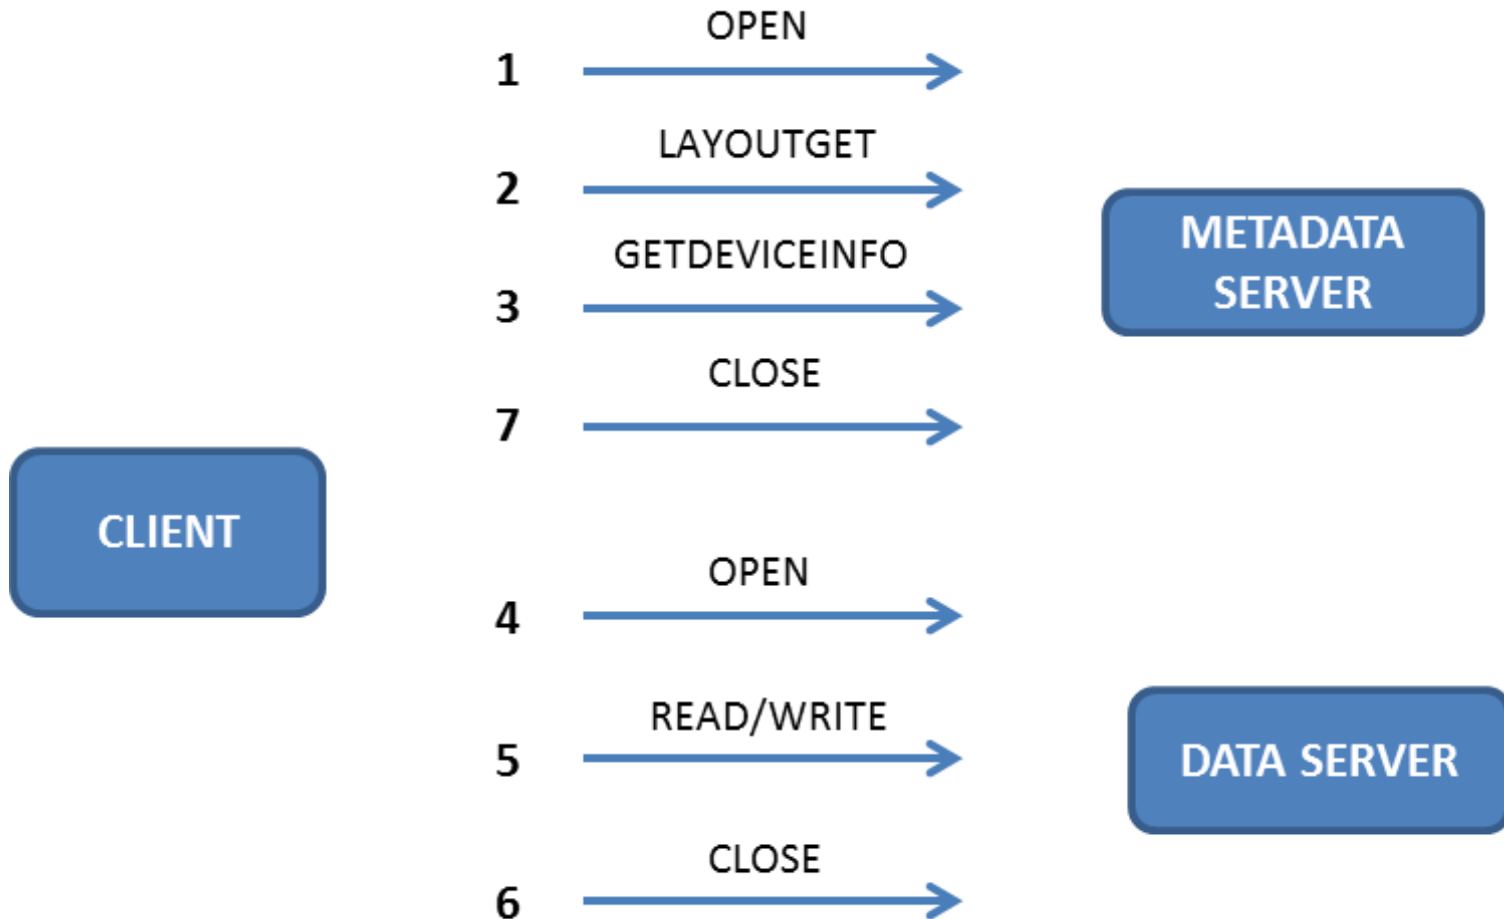 OPEN
1
LAYOUTGET
2
GETDEVICEINFO
3
CLOSE
7
METADATA
SERVER
CLIENT
OPEN
4
READ/WRITE
5
CLOSE
6
DATA SERVER